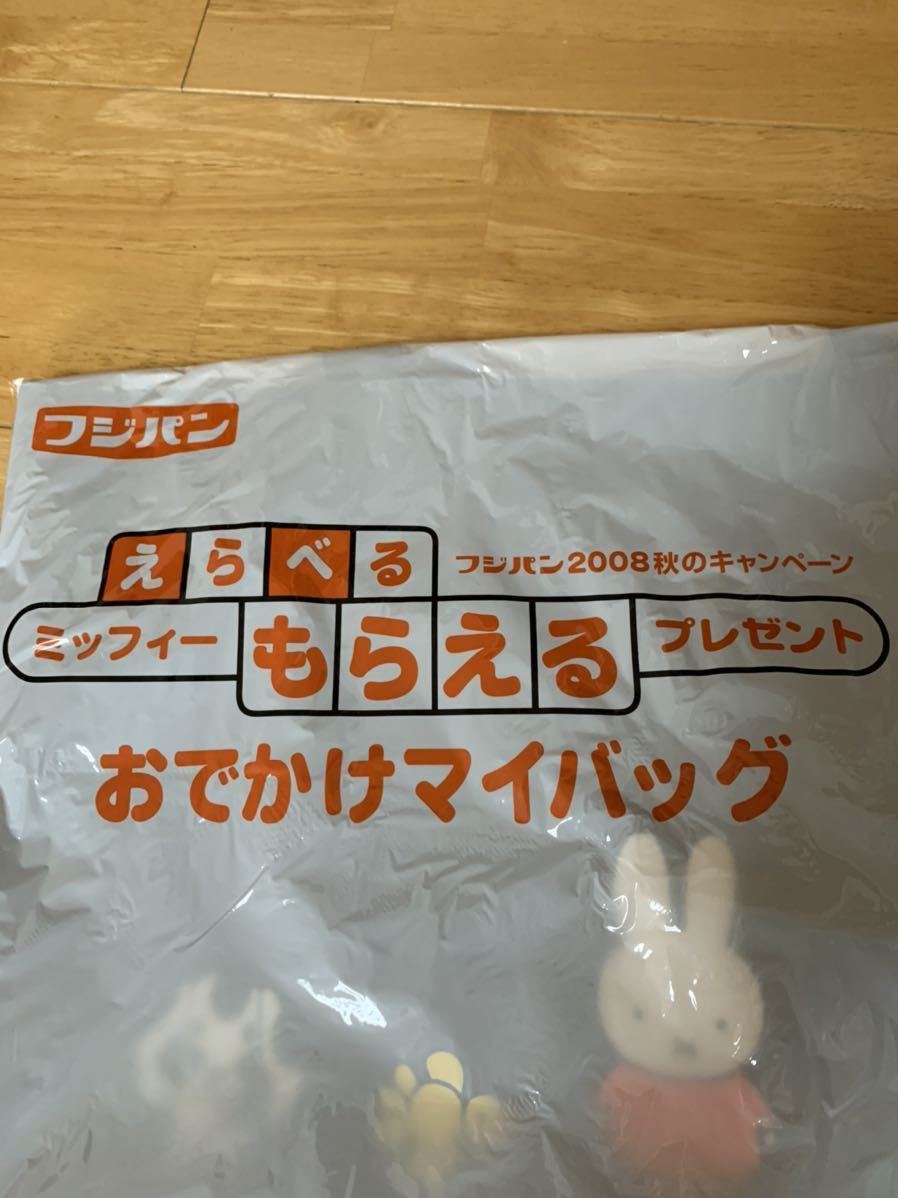 フジパン
えらべる
フジパン2008秋のキャンペーン
ミッフィーもらえるプレゼント
おでかけマイバッグ